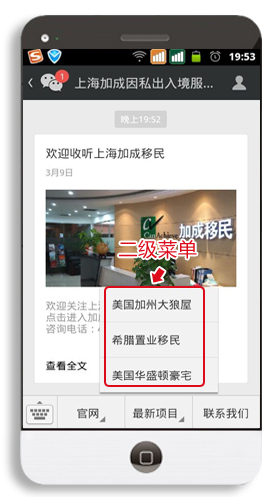 19:53
1
上海加成因私出入境服...
晚上19:52
欢迎收听上海加成移民
3月9日
CanAchieve
加成移民
二级菜单
欢迎关注上
点击进入加
咨询电话：4
美国加州大狼屋
希腊置业移民
美国华盛顿豪宅
查看全文
官网
最新项目
联系我们